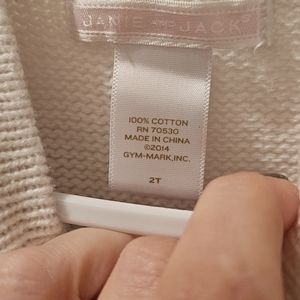 JANIE AND JACK®
100% COTTON
RN 70530
MADE IN CHINA
©2014
GYM-MARK,INC.
2T